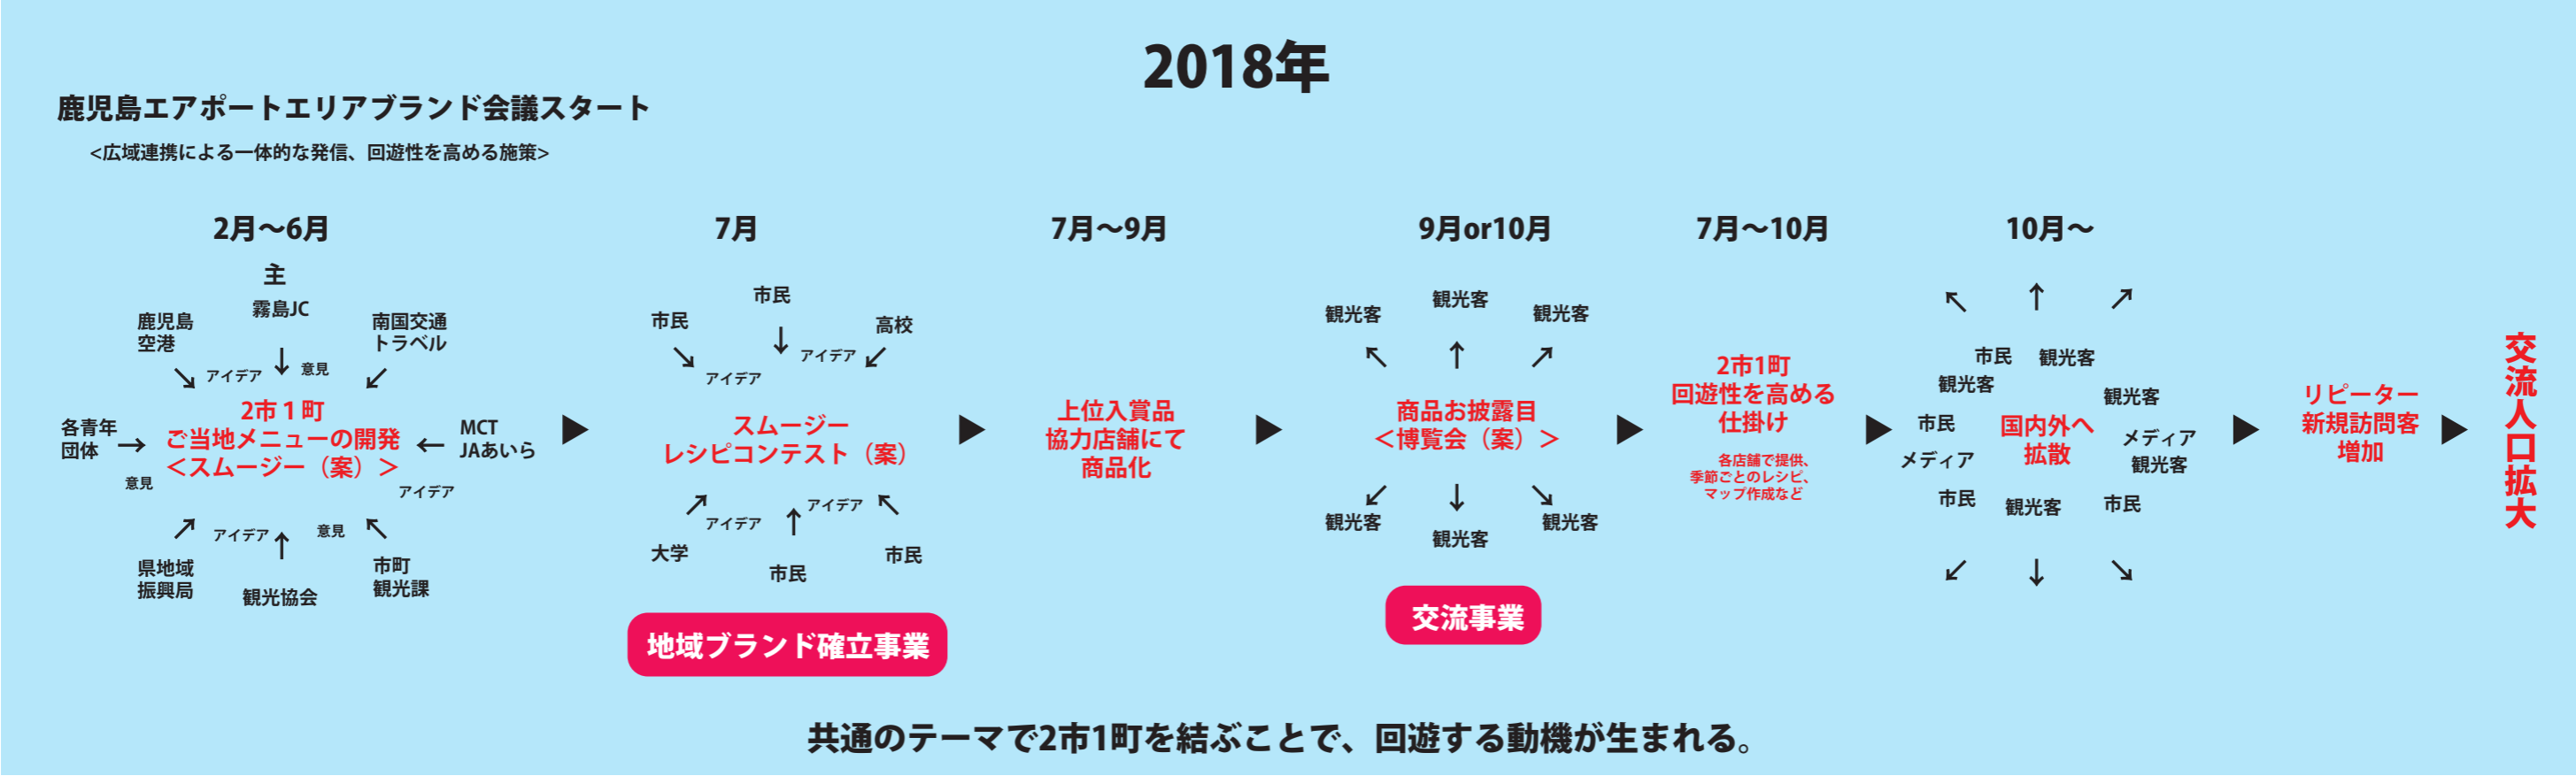 2018年
鹿児島エアポートエリアブランド会議スタート
<広域連携による一体的な発信、回遊性を高める施策>
2月～6月
主
霧島JC
鹿児島
空港
南国交通
トラベル
アイデア
意見
各青年
団体
2市１町
ご当地メニューの開発
＜スムージー（案）＞
MCT
JAあいら
意見
アイデア
アイデア
意見
県地域
振興局
観光協会
市町
観光課
7月
市民
市民
高校
アイデア
アイデア
スムージー
レシピコンテスト（案）
アイデア
アイデア
大学
市民
市民
地域ブランド確立事業
7月～9月
上位入賞品
協力店舗にて
商品化
9月or10月
観光客
観光客
観光客
商品お披露目
＜博覧会（案）＞
観光客
観光客
観光客
交流事業
7月～10月
2市1町
回遊性を高める
仕掛け
各店舗で提供、
季節ごとのレシピ、
マップ作成など
10月～
市民
観光客
観光客
観光客
市民
国内外へ
拡散
メディア
観光客
メディア
市民
観光客
市民
リピーター
新規訪問客
増加
交流人口拡大
共通のテーマで2市1町を結ぶことで、回遊する動機が生まれる。